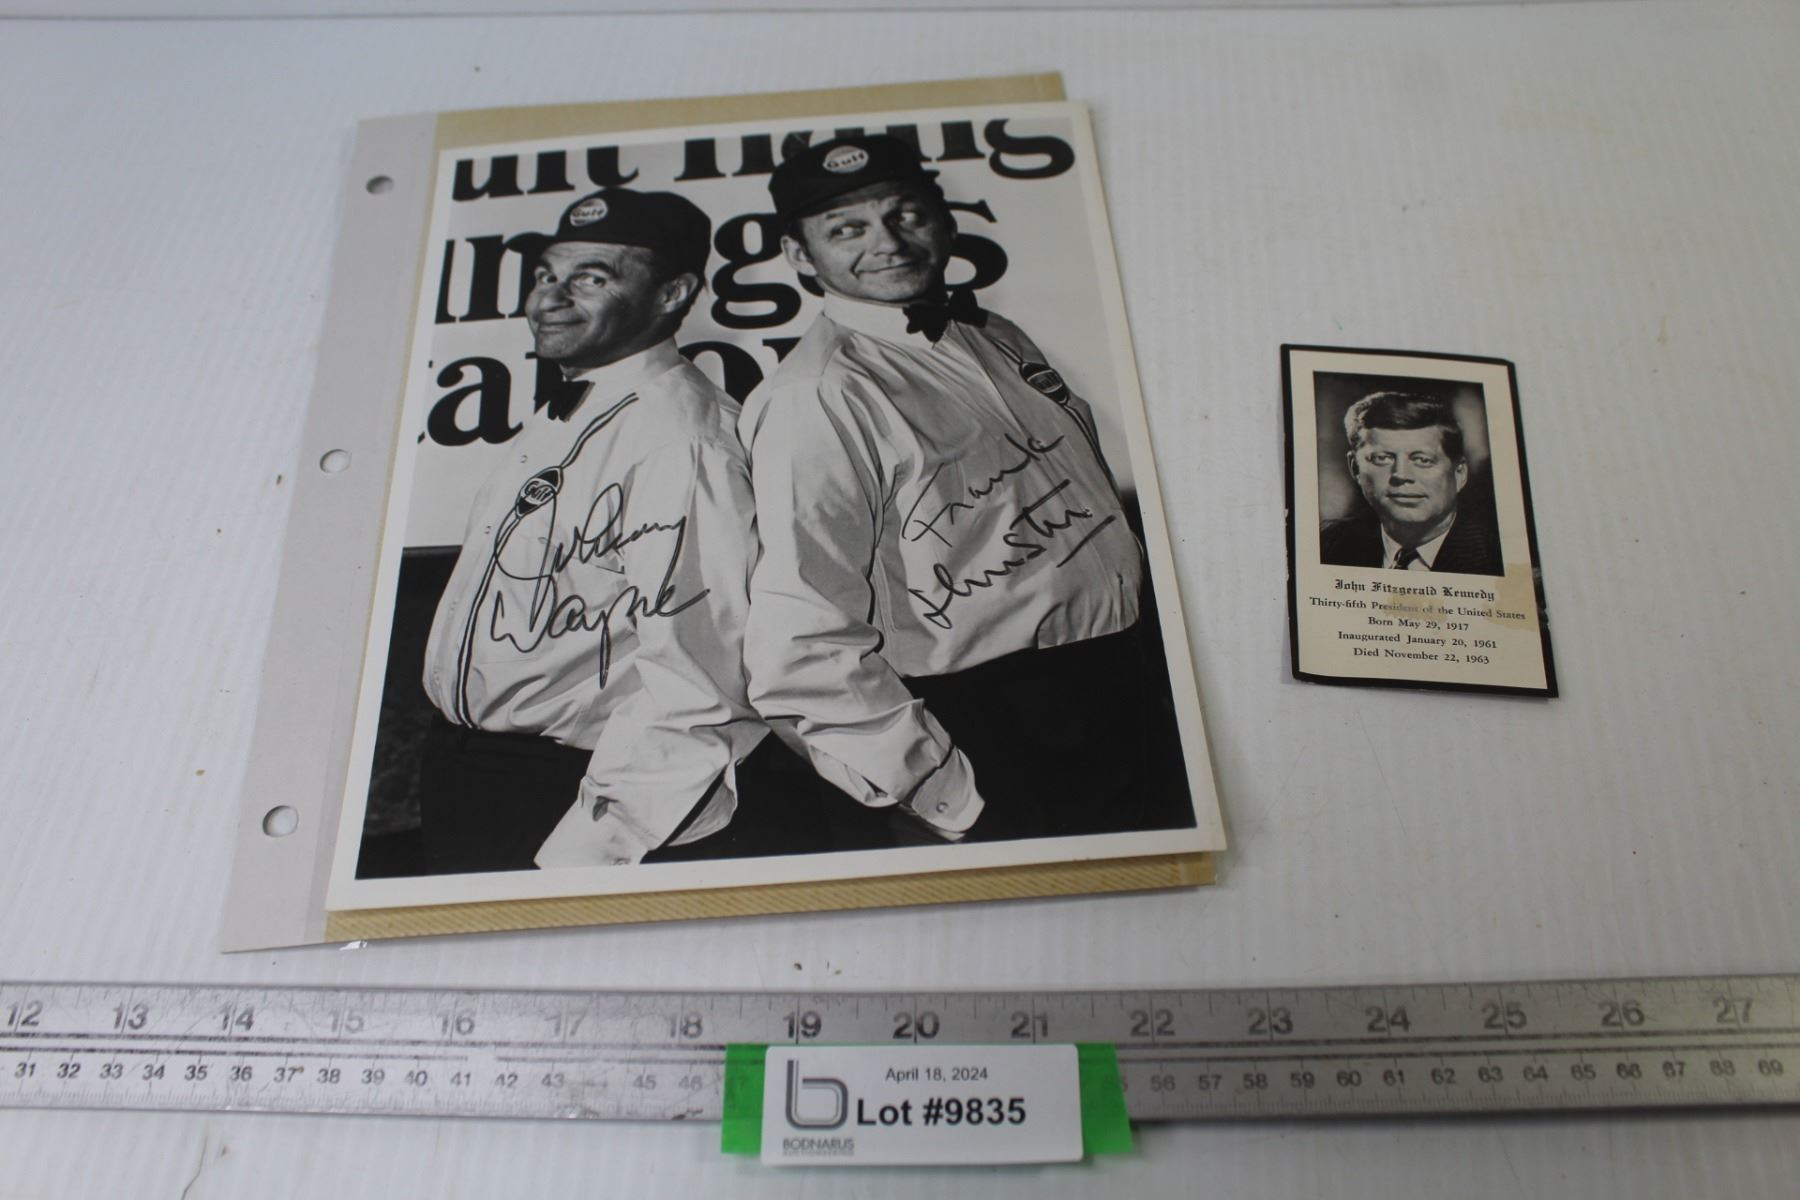 Gulf
Gulf
Gulf
Gulf
Johnny
Wayne
Frank
Shuster
John Fitzgerald Kennedy
Thirty-fifth President of the United States
Born May 29, 1917
Inaugurated January 20, 1961
Died November 22, 1963
12 13 14 15 16 17 18 19 20 21 22 23 24 25 26 27
31 32 33 34 35 36 37 38 39 40 41 42 43 45 46 56 57 58 59 60 61 62 63 64 65 66 67 68 69
April 18, 2024
Lot #9835
BODNARUS
AUCTIONEERING